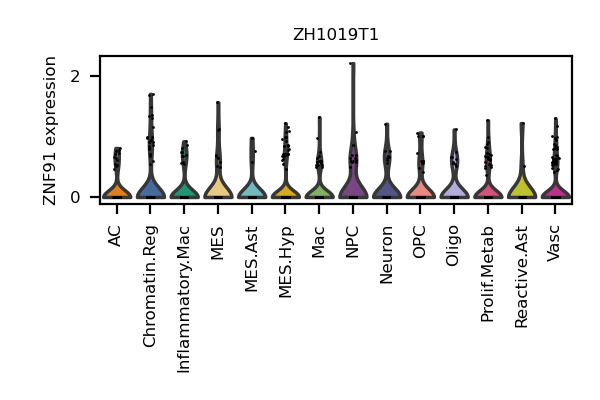 ZH1019T1
ZNF91 expression
2
0
AC
Chromatin.Reg
Inflammatory.Mac
MES
MES.Ast
MES.Hyp
Mac
NPC
Neuron
OPC
Oligo
Prolif.Metab
Reactive.Ast
Vasc